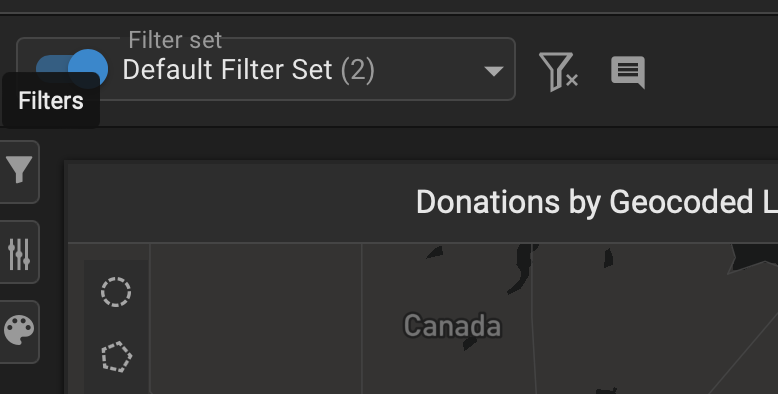 Filter set
Default Filter Set (2)
Filters
Donations by Geocoded L
Canada